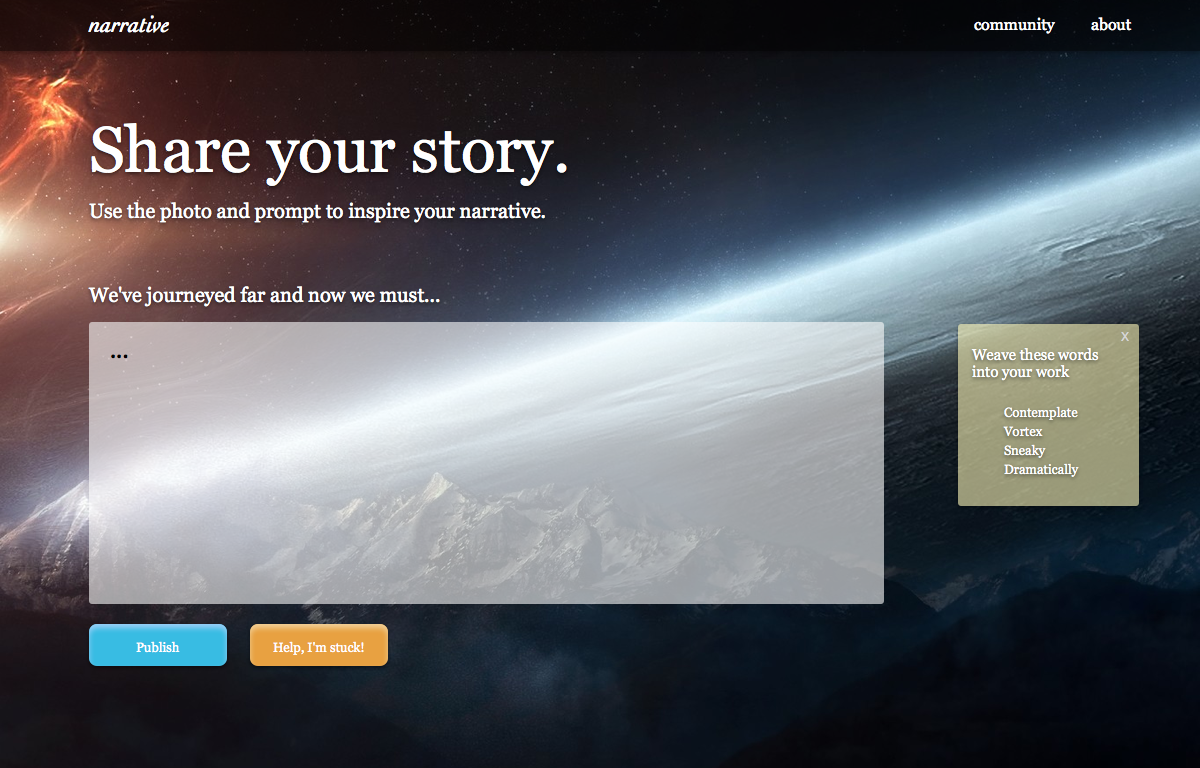 narrative
community about
Share your story.
Use the photo and prompt to inspire your narrative.
We've journeyed far and now we must...
...
x
Weave these words
into your work
Contemplate
Vortex
Sneaky
Dramatically
Publish
Help, I'm stuck!